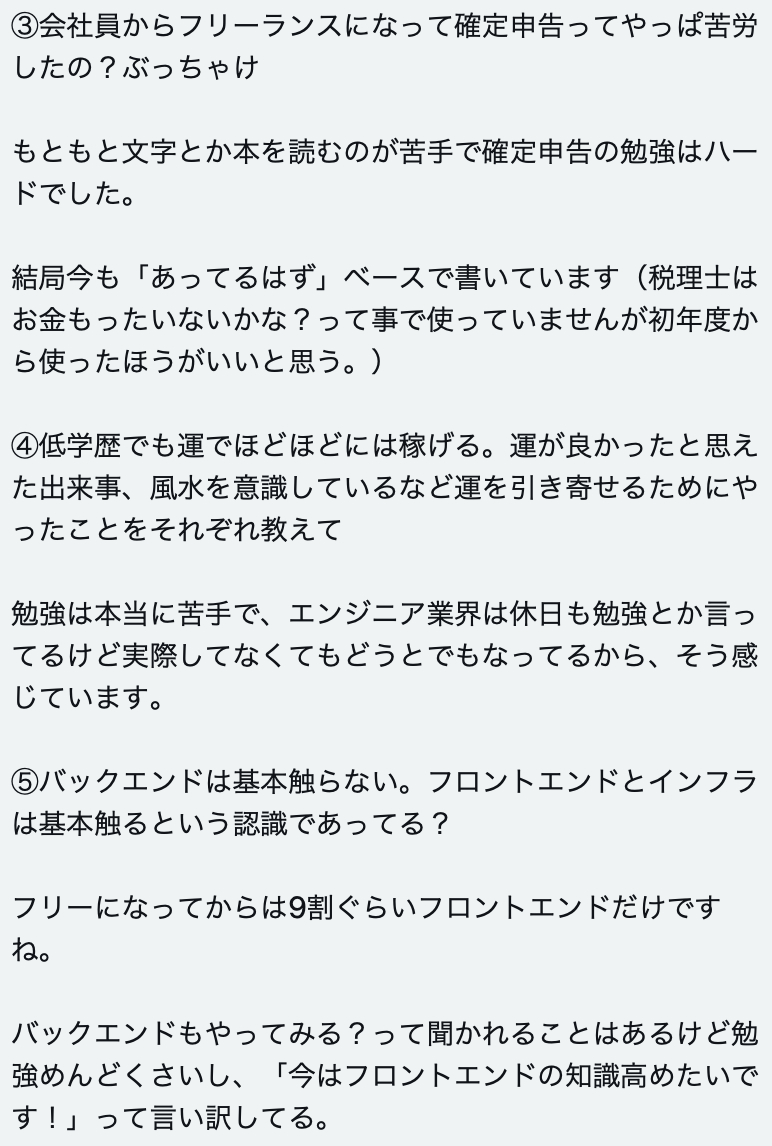 ③会社員からフリーランスになって確定申告ってやっぱ苦労
したの？ぶっちゃけ
もともと文字とか本を読むのが苦手で確定申告の勉強はハー
ドでした。
結局今も「あってるはず」ベースで書いています（税理士は
お金もったいないかな？って事で使っていませんが初年度か
ら使ったほうがいいと思う。）
④低学歴でも運でほどほどには稼げる。運が良かったと思え
た出来事、風水を意識しているなど運を引き寄せるためにや
ったことをそれぞれ教えて
勉強は本当に苦手で、エンジニア業界は休日も勉強とか言っ
てるけど実際してなくてもどうとでもなってるから、そう感
じています。
⑤バックエンドは基本触らない。フロントエンドとインフラ
は基本触るという認識であってる？
フリーになってからは9割ぐらいフロントエンドだけです
ね。
バックエンドもやってみる？って聞かれることはあるけど勉
強めんどくさいし、「今はフロントエンドの知識高めたいで
す！」って言い訳してる。